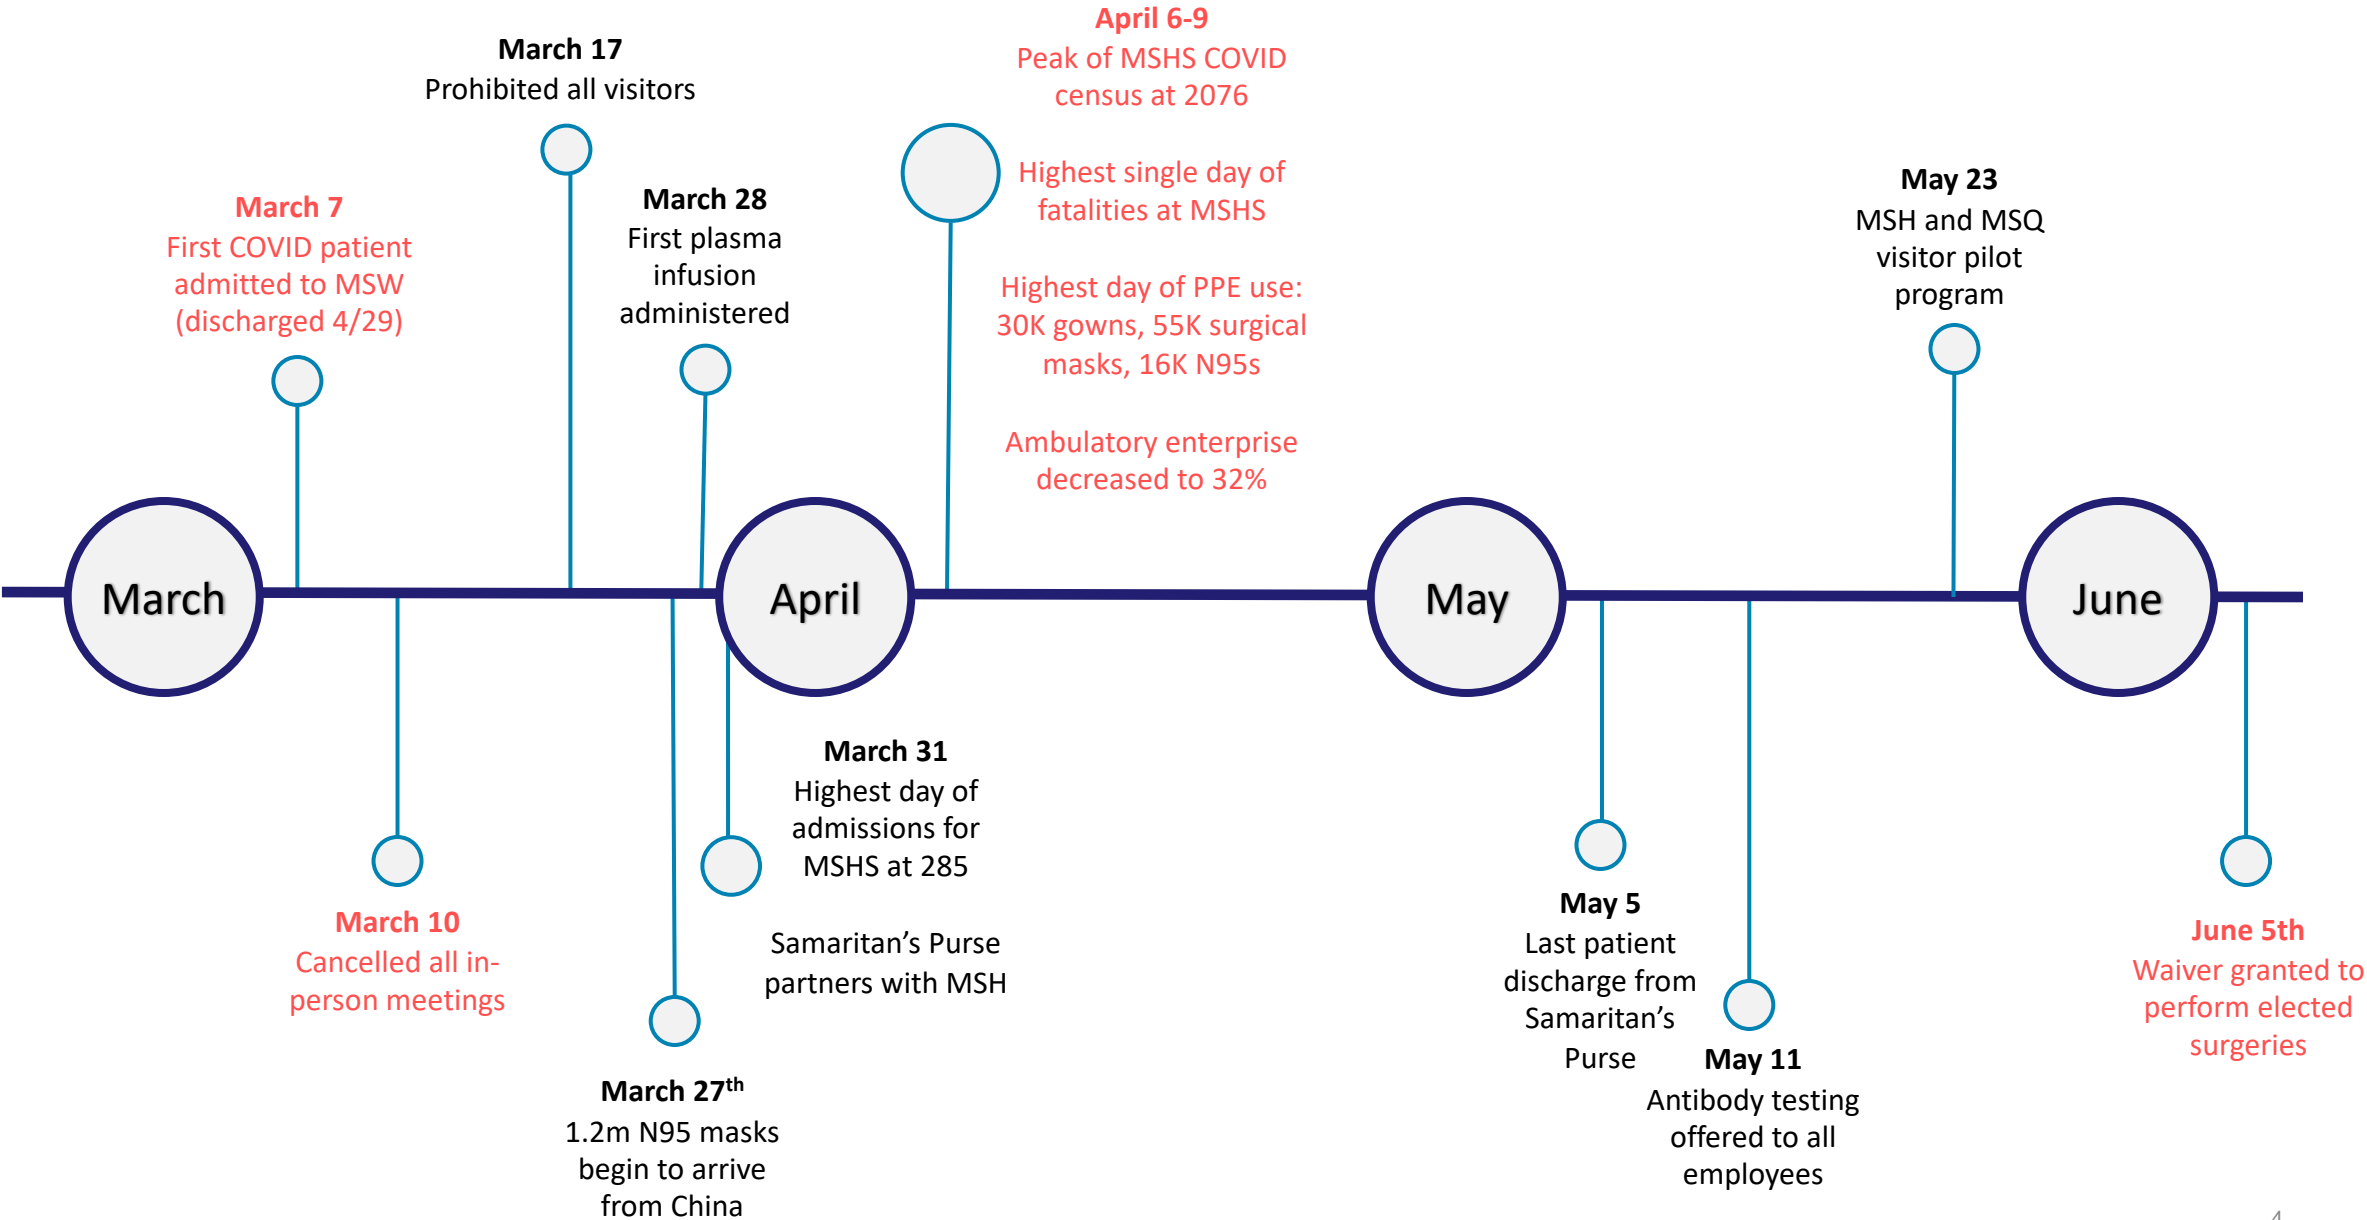 March 7
First COVID patient
admitted to MSW
(discharged 4/29)
March 17
Prohibited all visitors
March 28
First plasma
infusion
administered
April 6-9
Peak of MSHS COVID
census at 2076
Highest single day of
fatalities at MSHS
Highest day of PPE use:
30K gowns, 55K surgical
masks, 16K N95s
Ambulatory enterprise
decreased to 32%
May 23
MSH and MSQ
visitor pilot
program
March
April
May
June
March 10
Cancelled all in-
person meetings
March 27th
1.2m N95 masks
begin to arrive
from China
March 31
Highest day of
admissions for
MSHS at 285
Samaritan’s Purse
partners with MSH
May 5
Last patient
discharge from
Samaritan’s
Purse
May 11
Antibody testing
offered to all
employees
June 5th
Waiver granted to
perform elected
surgeries
4